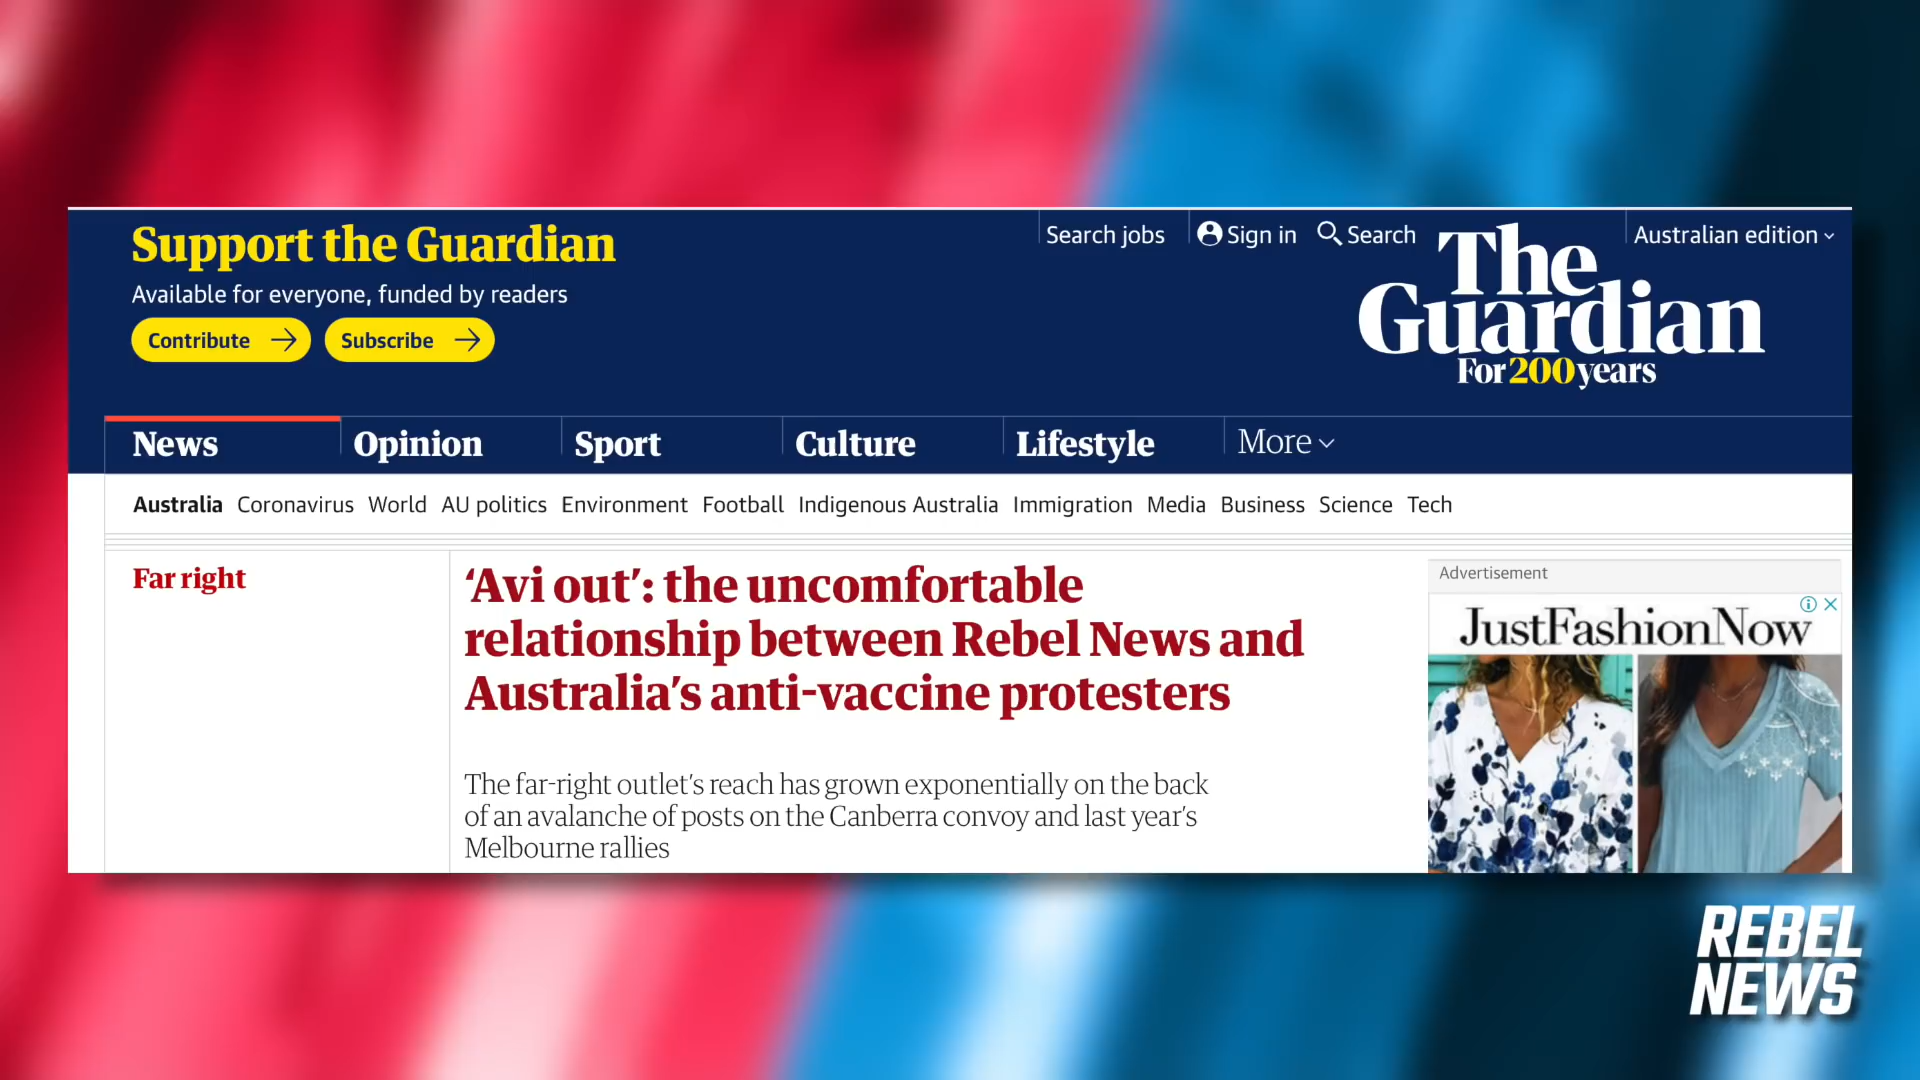 Support the Guardian
Available for everyone, funded by readers
Contribute
Subscribe
Search jobs
Sign in
Search
Australian edition
The
Guardian
For 200 years
News
Opinion
Sport
Culture
Lifestyle
More
Australia Coronavirus World AU politics Environment Football Indigenous Australia Immigration Media Business Science Tech
Far right
‘Avi out’: the uncomfortable
relationship between Rebel News and
Australia’s anti-vaccine protesters
The far-right outlet’s reach has grown exponentially on the back
of an avalanche of posts on the Canberra convoy and last year’s
Melbourne rallies
Advertisement
JustFashionNow
REBEL
NEWS